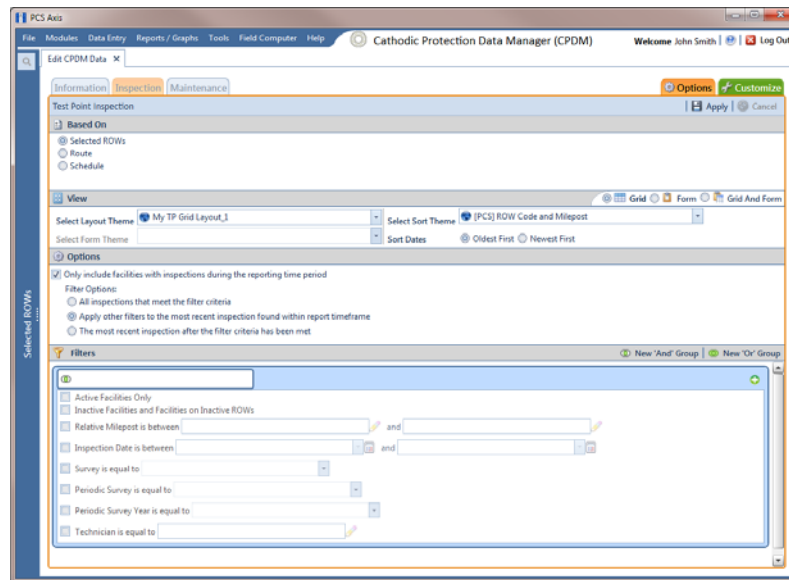 PCS Axis
File Modules Data Entry Reports / Graphs Tools Field Computer Help Cathodic Protection Data Manager (CPDM) Welcome John Smith | Log Out
Edit CPDM Data
Information Inspection Maintenance Options Customize
Test Point Inspection Apply | Cancel
Based On
Selected ROWs
Route
Schedule
View Grid Form Grid And Form
Select Layout Theme My TP Grid Layout_1 Select Sort Theme [PCS] ROW Code and Milepost
Select Form Theme Sort Dates Oldest First Newest First
Options
Only include facilities with inspections during the reporting time period
Filter Options:
All inspections that meet the filter criteria
Apply other filters to the most recent inspection found within report timeframe
The most recent inspection after the filter criteria has been met
Selected ROWs
Filters New 'And' Group | New 'Or' Group
Active Facilities Only
Inactive Facilities and Facilities on Inactive ROWs
Relative Milepost is between and
Inspection Date is between and
Survey is equal to
Periodic Survey is equal to
Periodic Survey Year is equal to
Technician is equal to